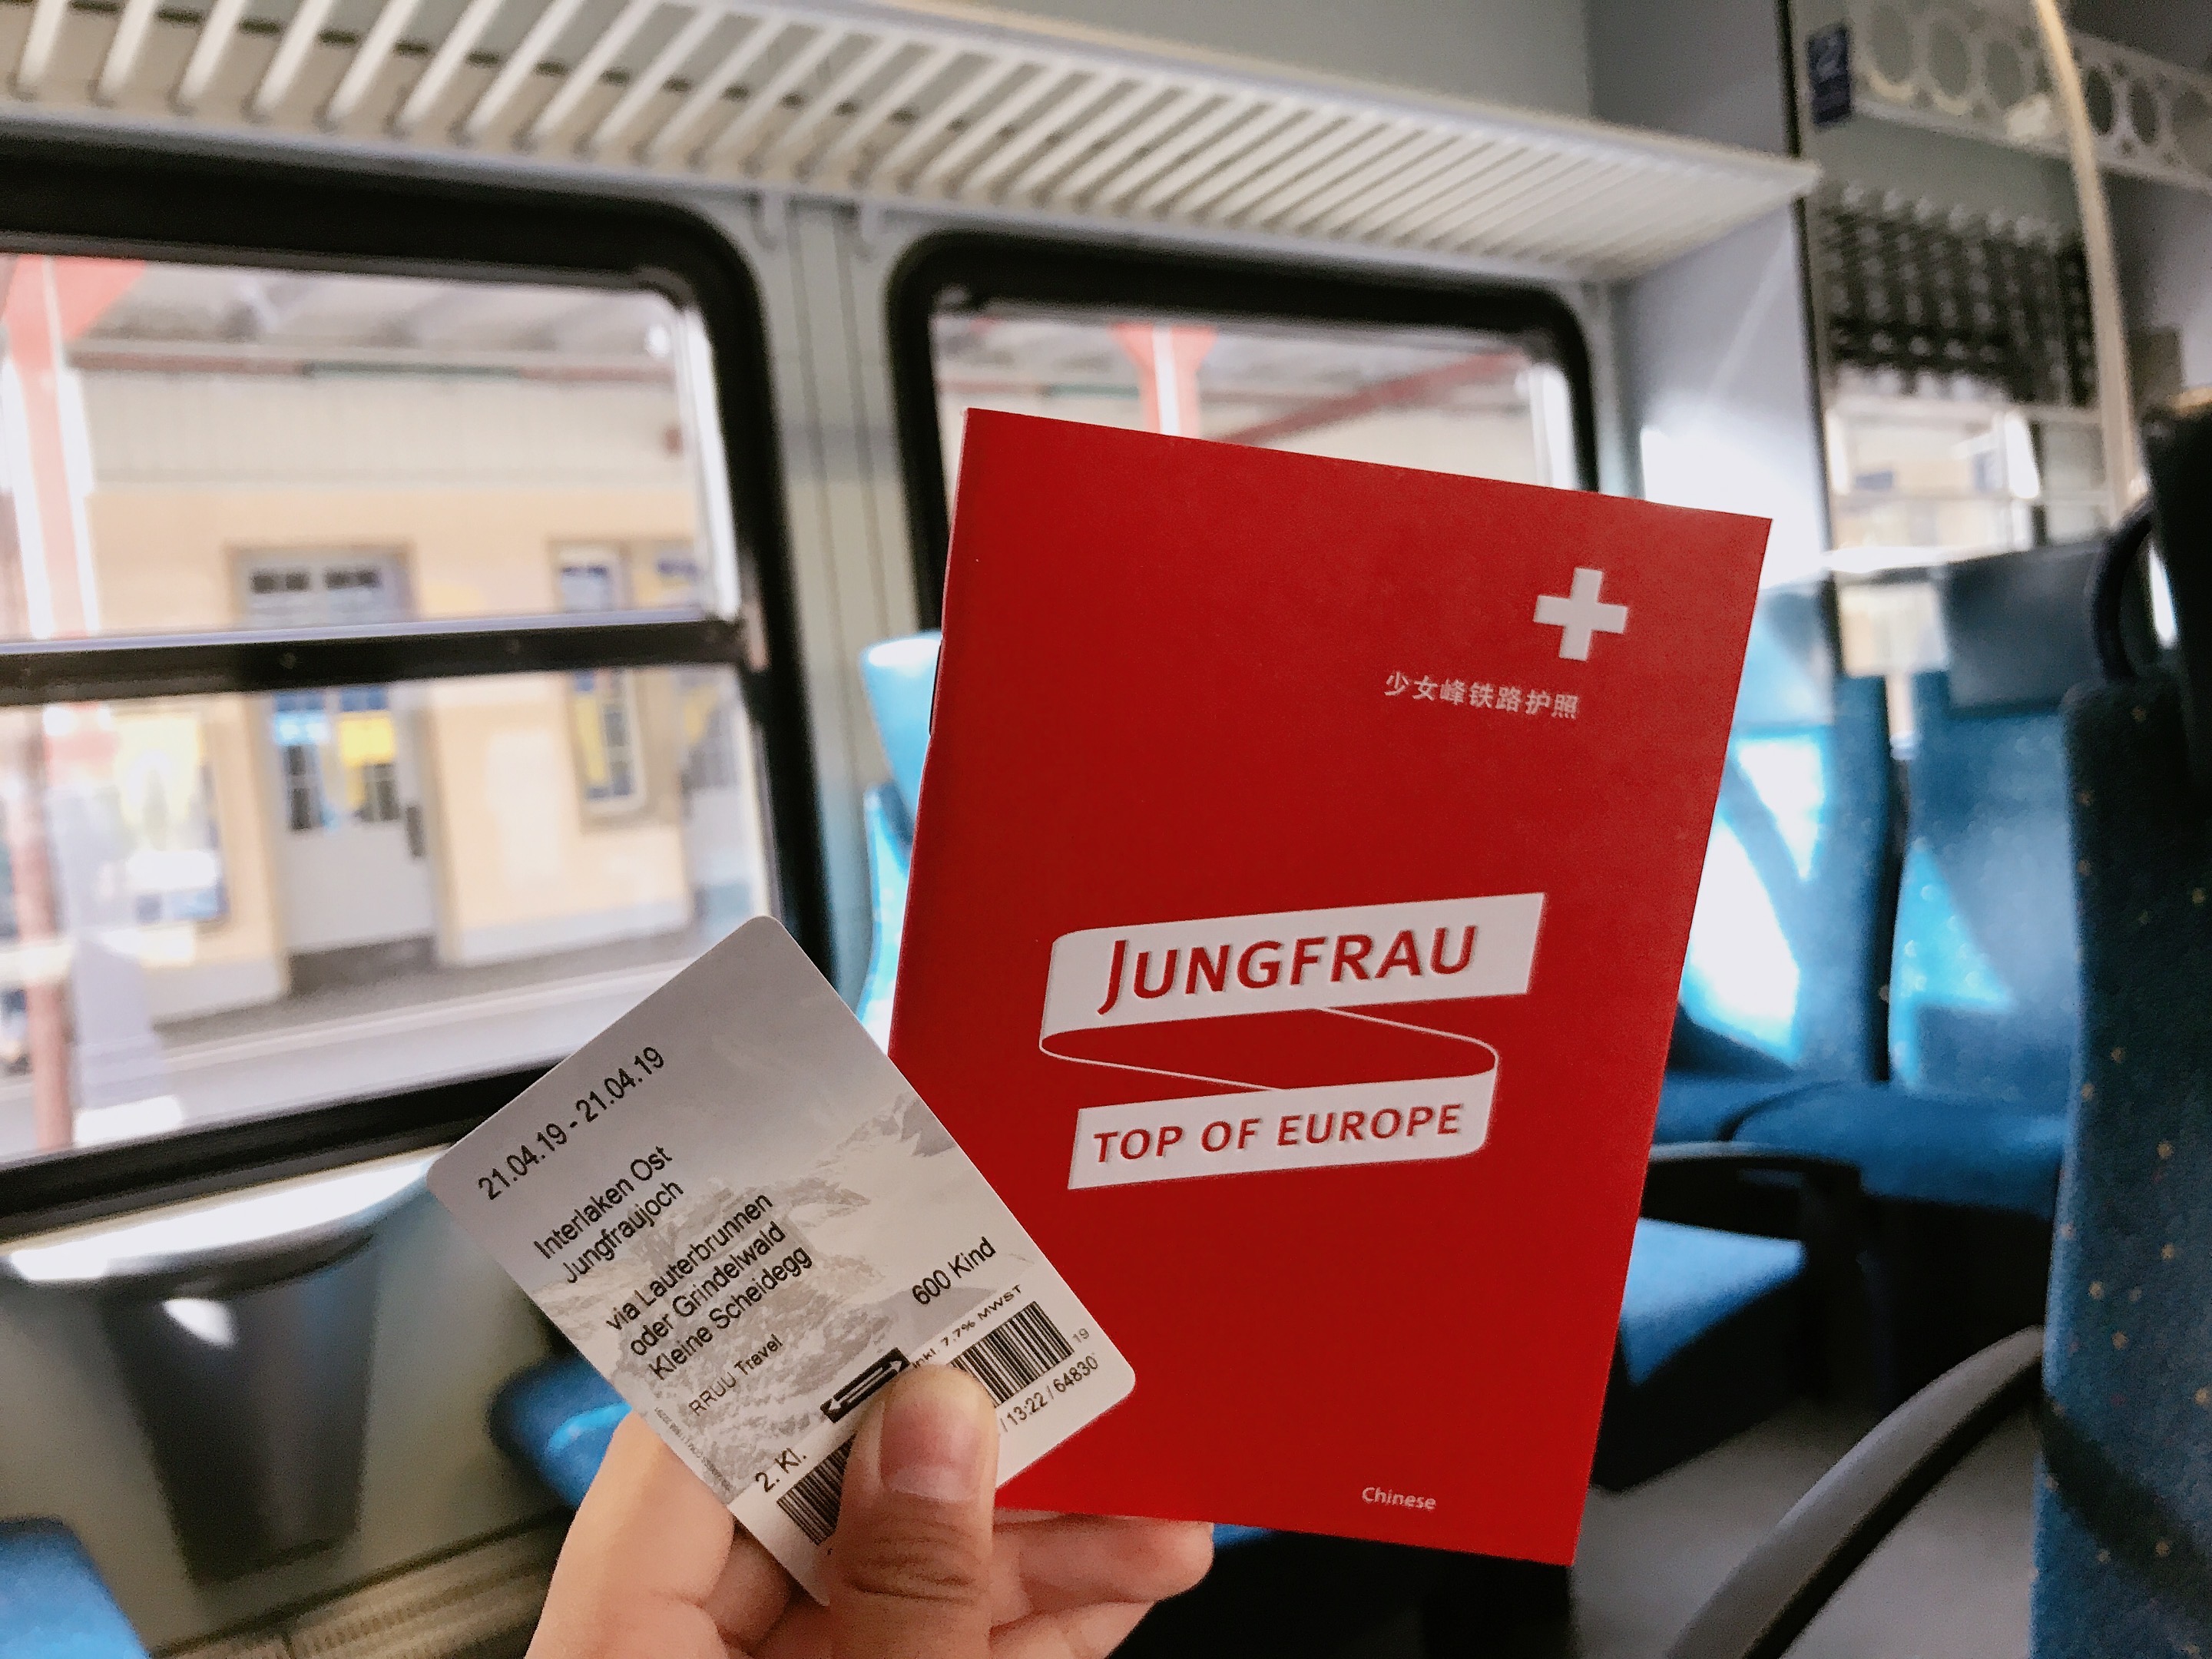 少女峰铁路护照
JUNGFRAU
TOP OF EUROPE
Chinese
21.04.19 - 21.04.19
Interlaken Ost
Jungfraujoch
via Lauterbrunnen
oder Grindelwald
Kleine Scheidegg
RRUU Travel
600 Kind
inkl. 7.7% MWST
2. Kl.
19
/ 13:22 / 64830